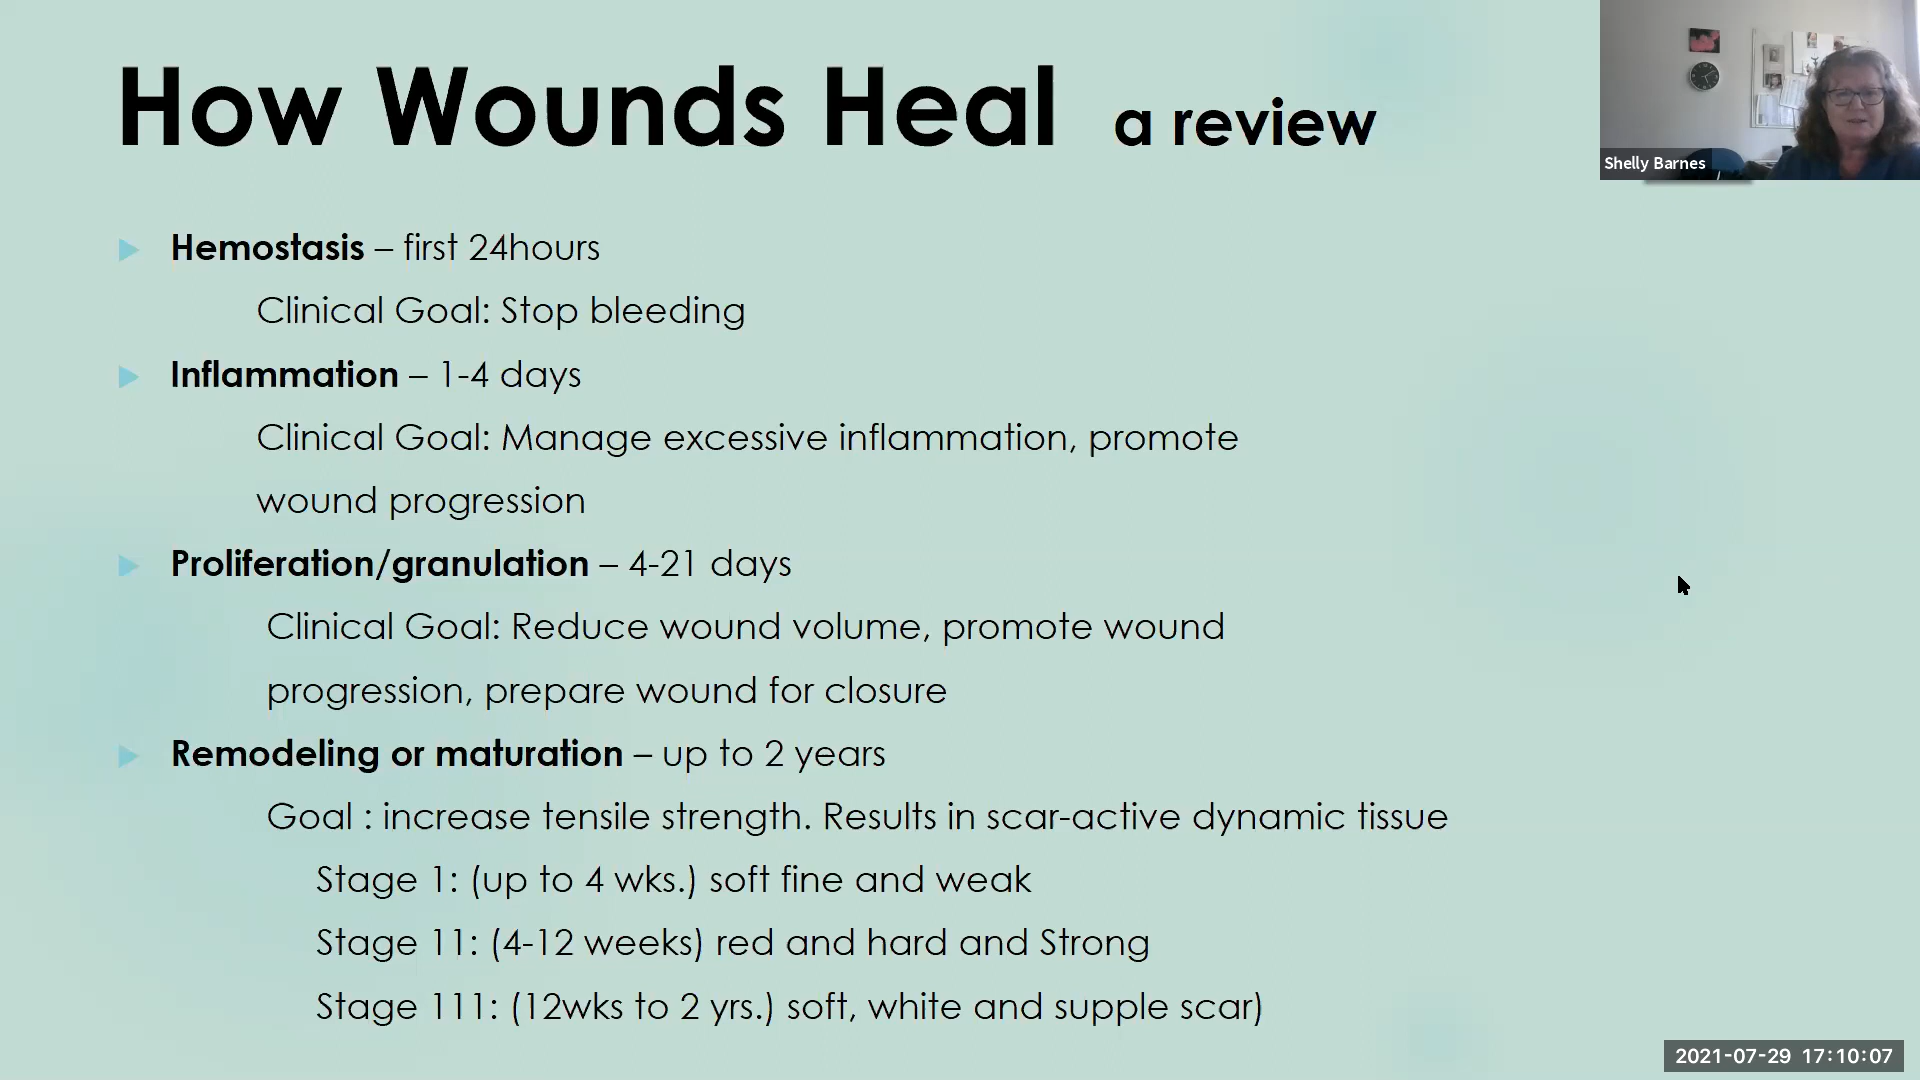 How Wounds Heal a review
Shelly Barnes
Hemostasis – first 24hours
Clinical Goal: Stop bleeding
Inflammation – 1-4 days
Clinical Goal: Manage excessive inflammation, promote
wound progression
Proliferation/granulation – 4-21 days
Clinical Goal: Reduce wound volume, promote wound
progression, prepare wound for closure
Remodeling or maturation – up to 2 years
Goal : increase tensile strength. Results in scar-active dynamic tissue
Stage 1: (up to 4 wks.) soft fine and weak
Stage 11: (4-12 weeks) red and hard and Strong
Stage 111: (12wks to 2 yrs.) soft, white and supple scar)
2021-07-29 17:10:07